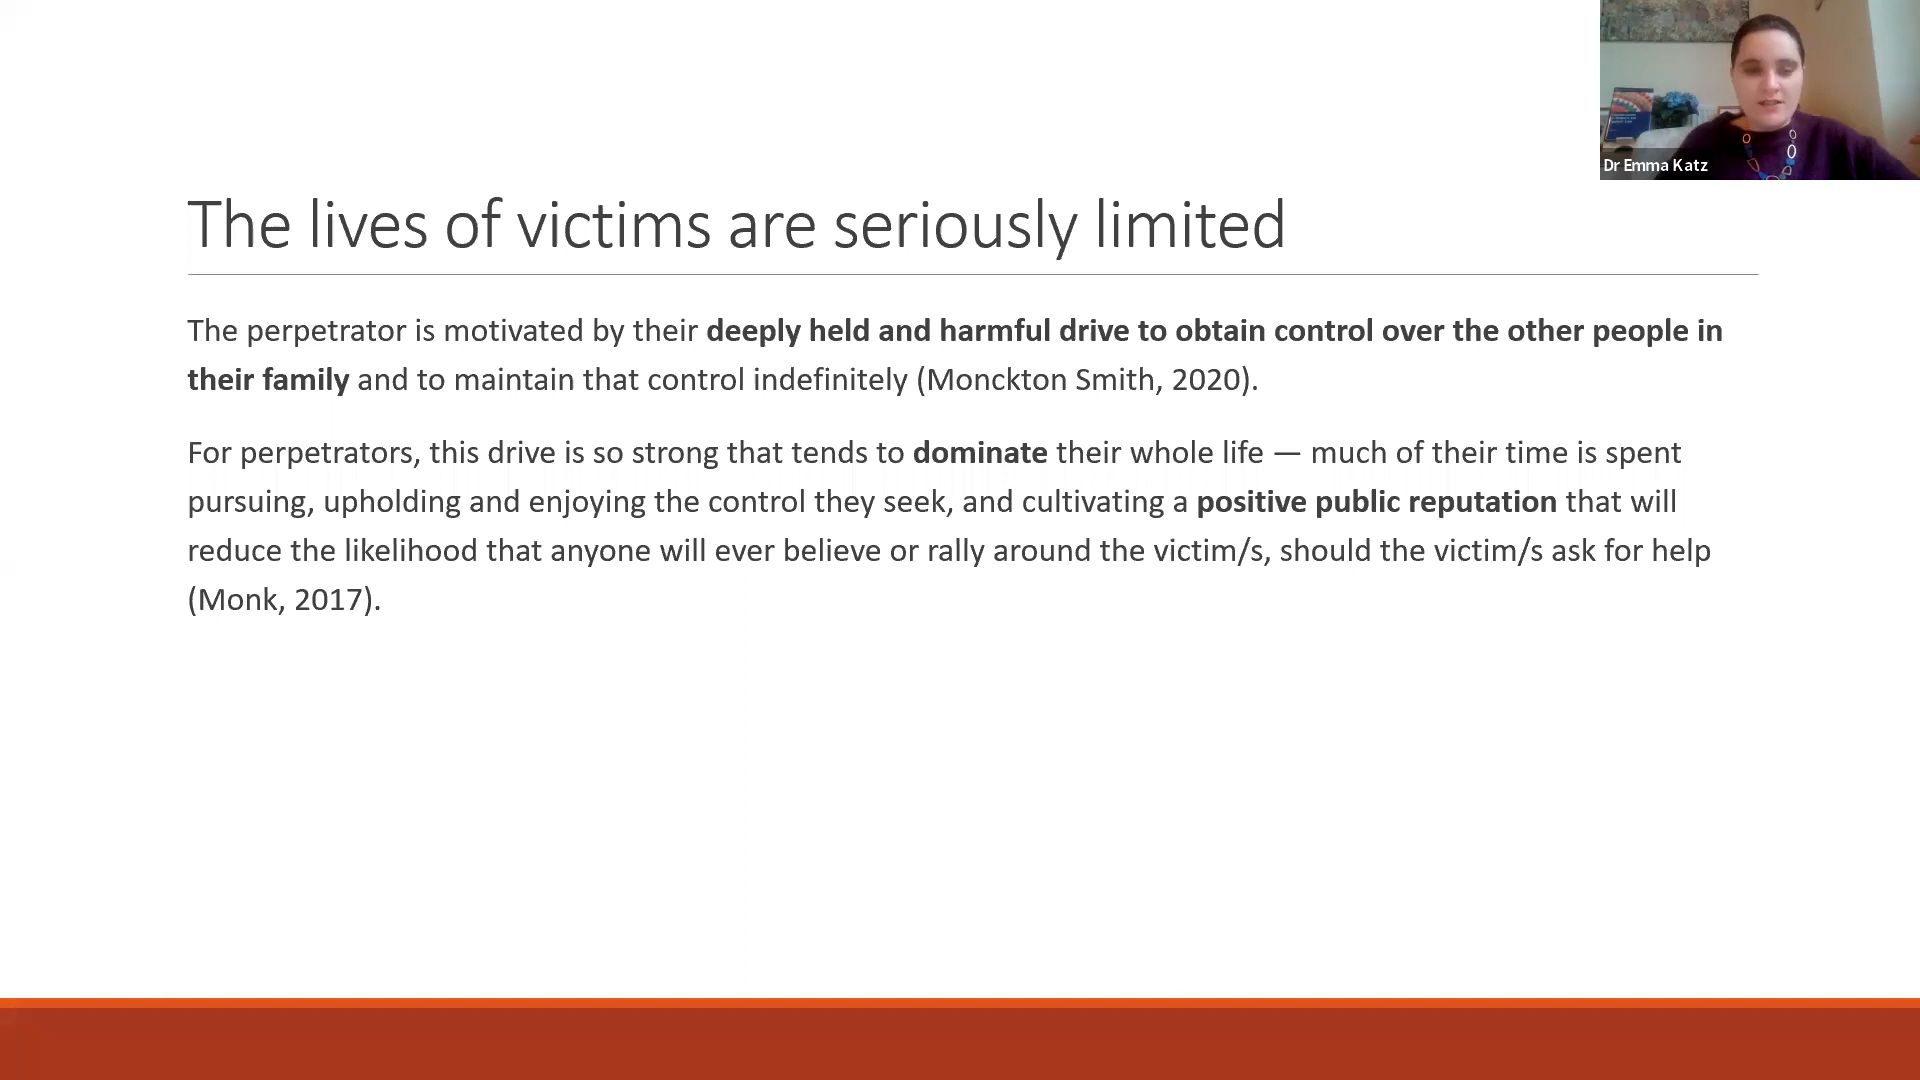 Dr Emma Katz
The lives of victims are seriously limited
The perpetrator is motivated by their deeply held and harmful drive to obtain control over the other people in
their family and to maintain that control indefinitely (Monckton Smith, 2020).
For perpetrators, this drive is so strong that tends to dominate their whole life — much of their time is spent
pursuing, upholding and enjoying the control they seek, and cultivating a positive public reputation that will
reduce the likelihood that anyone will ever believe or rally around the victim/s, should the victim/s ask for help
(Monk, 2017).